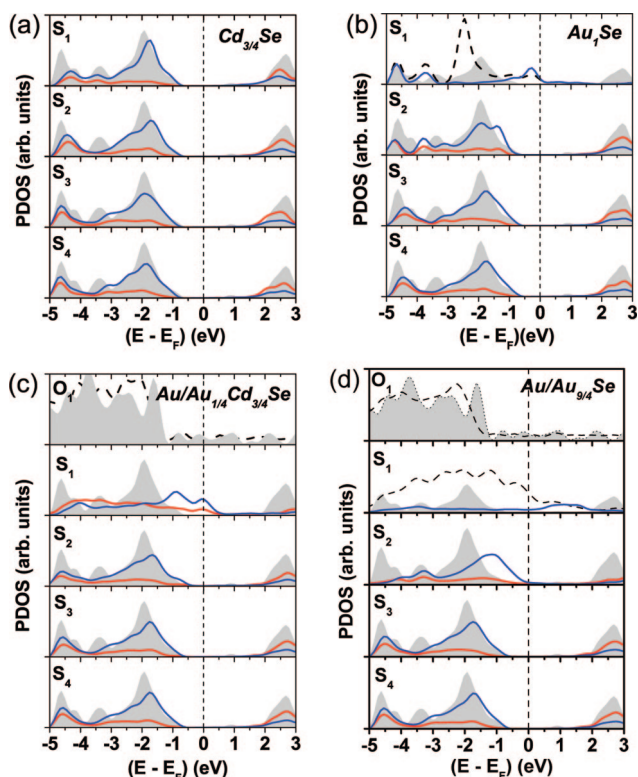 (a) S1 Cd3/4Se
S2
S3
S4
PDOS (arb. units)
-5 -4 -3 -2 -1 0 1 2 3
(E - EF) (eV)
(b) S1 Au1Se
S2
S3
S4
PDOS (arb. units)
-5 -4 -3 -2 -1 0 1 2 3
(E - EF)(eV)
(c) O1 Au/Au1/4Cd3/4Se
S1
S2
S3
S4
PDOS (arb. units)
-5 -4 -3 -2 -1 0 1 2 3
(E - EF) (eV)
(d) O1 Au/Au9/4Se
S1
S2
S3
S4
PDOS (arb. units)
-5 -4 -3 -2 -1 0 1 2 3
(E - EF) (eV)